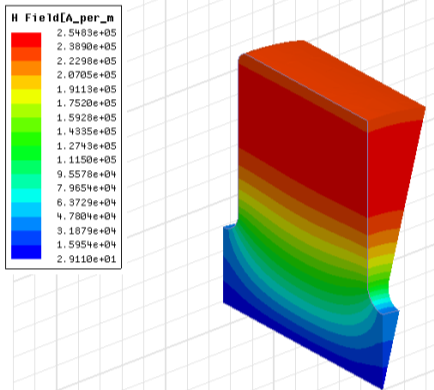 H Field[A_per_m
2.5483e+05
2.3890e+05
2.2298e+05
2.0705e+05
1.9113e+05
1.7520e+05
1.5928e+05
1.4335e+05
1.2743e+05
1.1150e+05
9.5578e+04
7.9654e+04
6.3729e+04
4.7804e+04
3.1879e+04
1.5954e+04
2.9110e+01